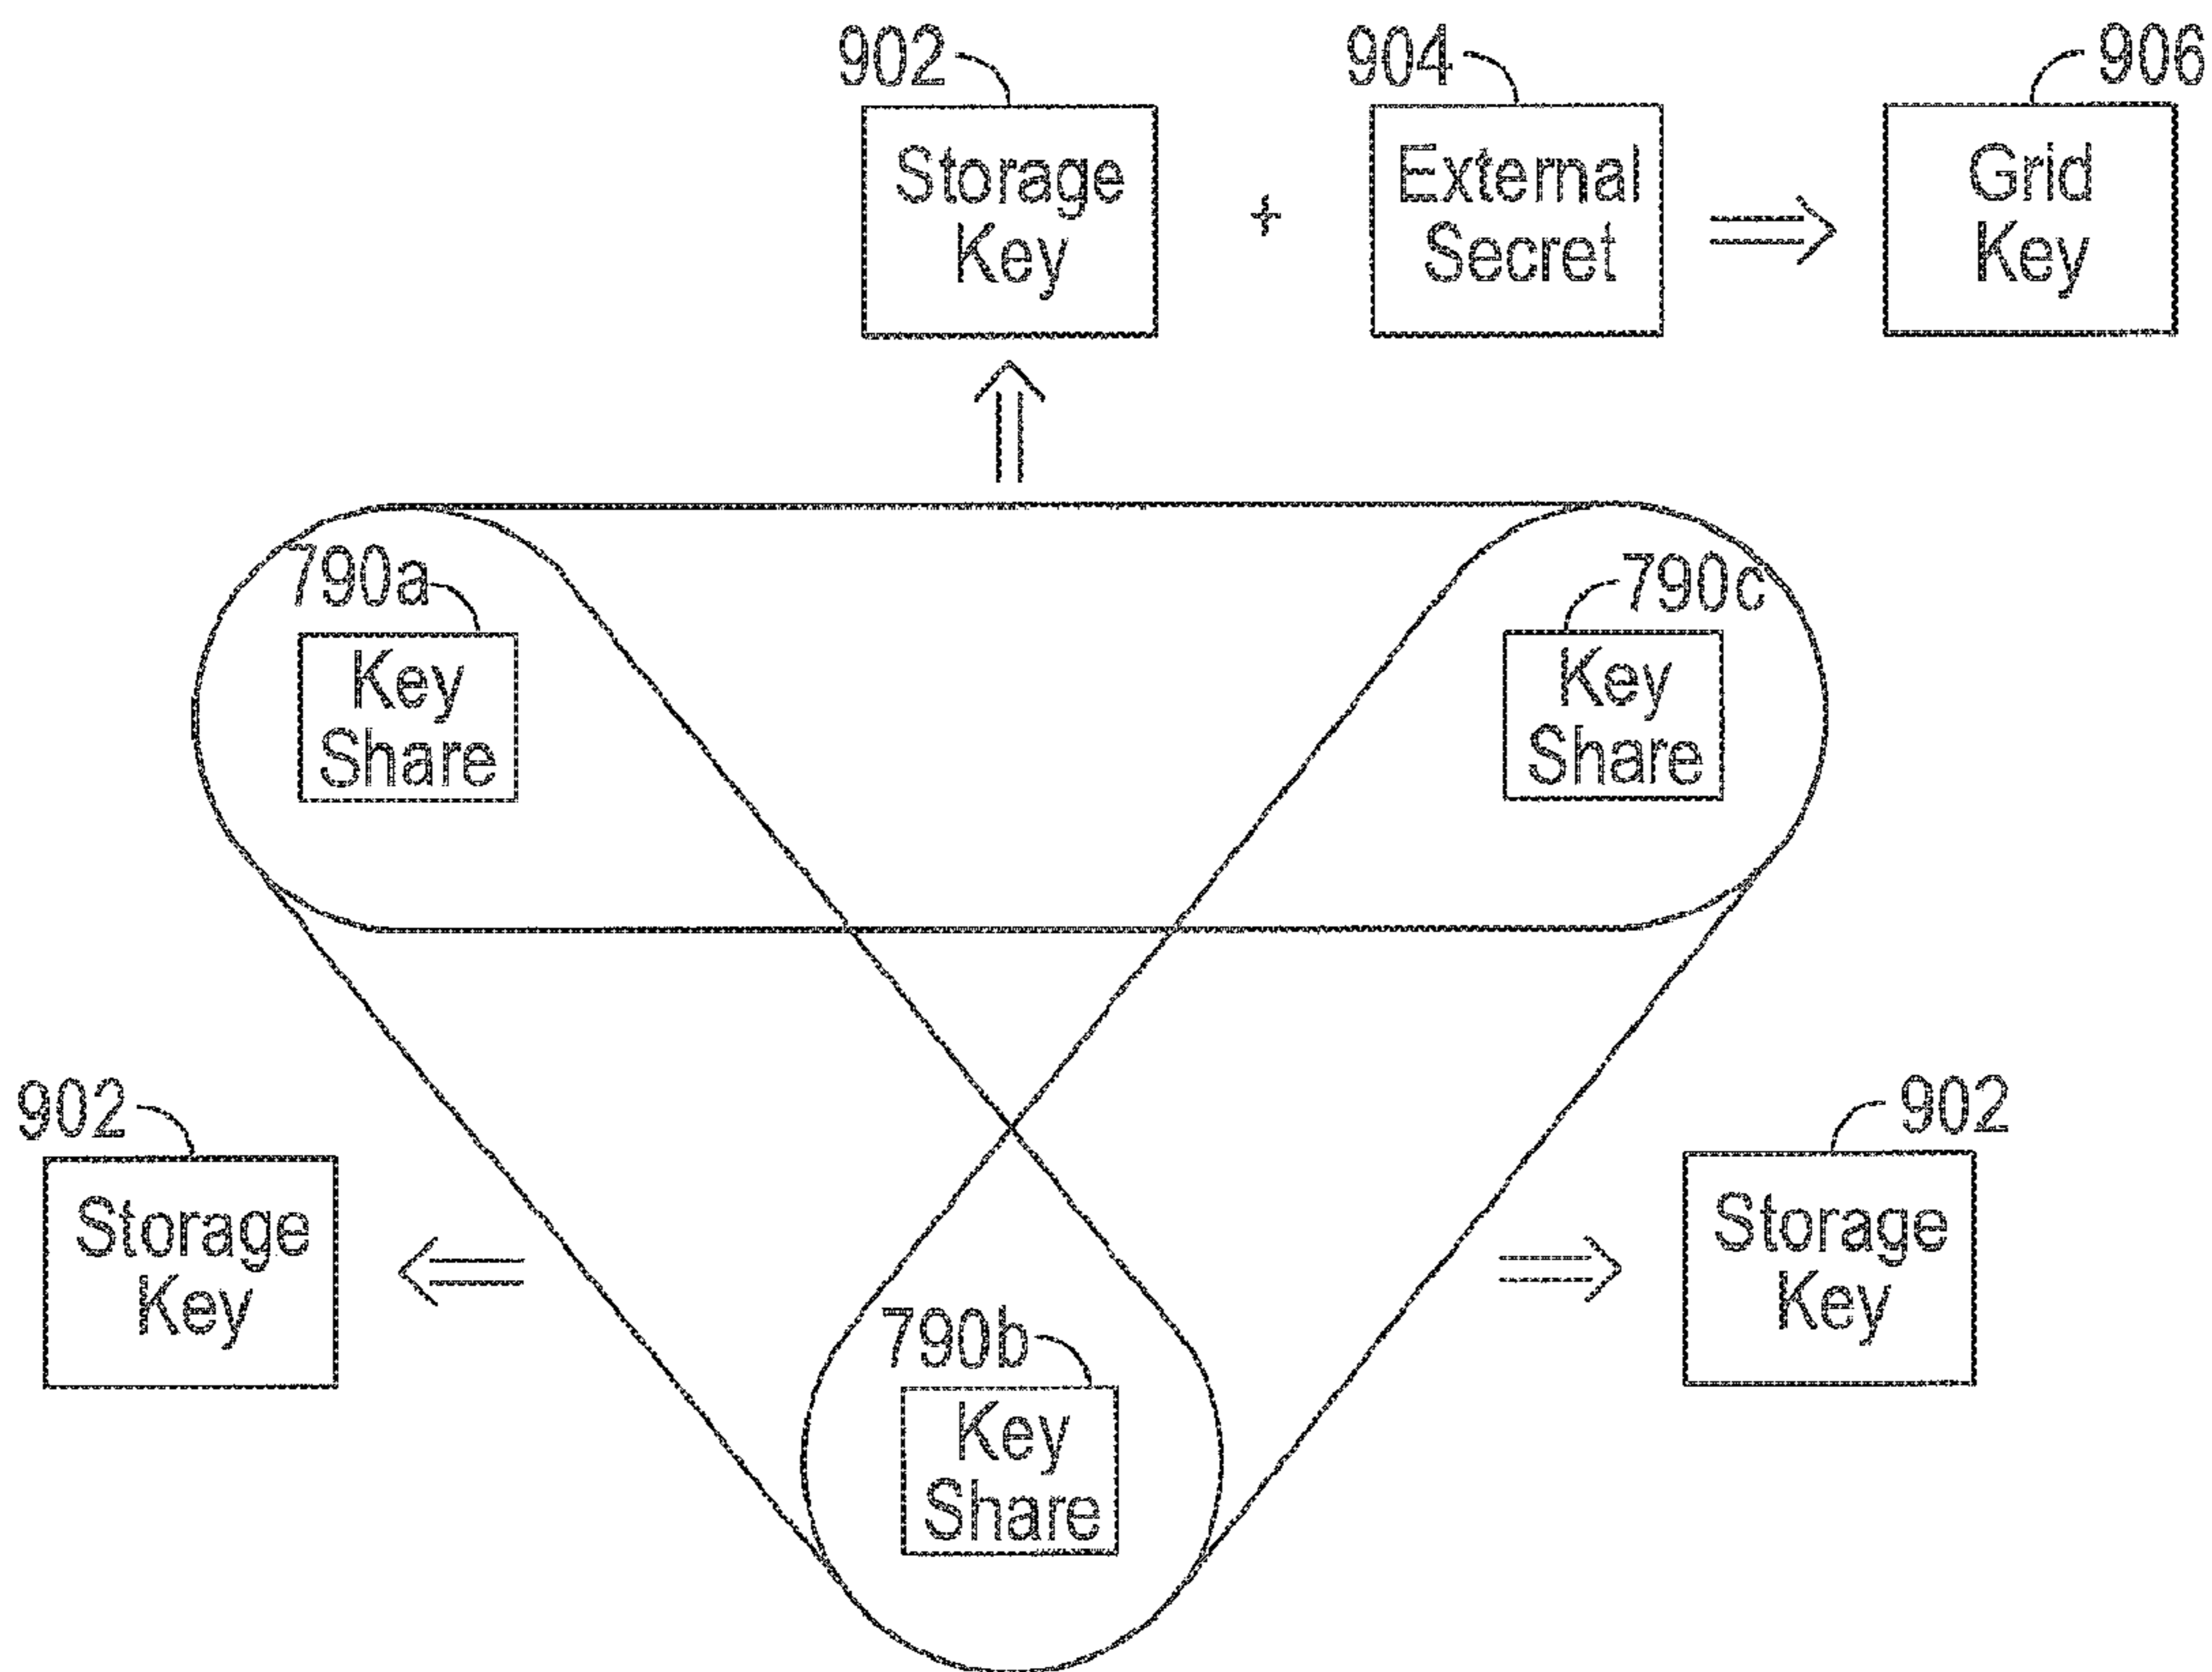 902
904
906
Storage
Key
+
External
Secret
Grid
Key
790a
790c
Key
Share
Key
Share
902
902
Storage
Key
Storage
Key
790b
Key
Share